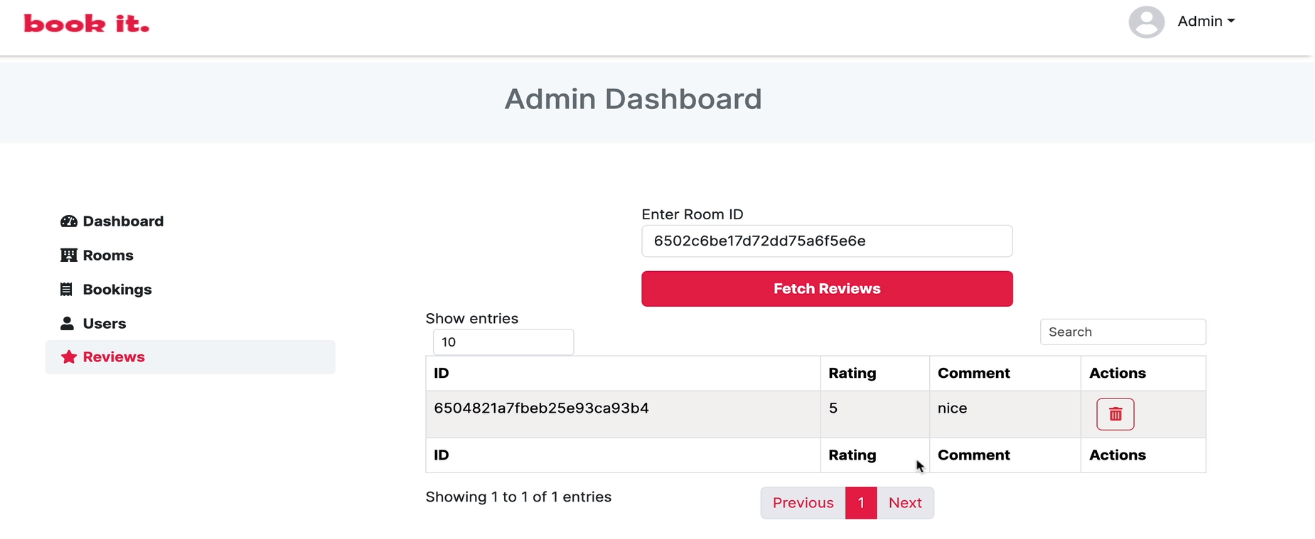 book it.
Admin
Admin Dashboard
Dashboard
Rooms
Bookings
Users
Reviews
Enter Room ID
6502c6be17d72dd75a6f5e6e
Fetch Reviews
Show entries
10
Search
ID Rating Comment Actions
6504821a7fbeb25e93ca93b4 5 nice
ID Rating Comment Actions
Showing 1 to 1 of 1 entries
Previous 1 Next